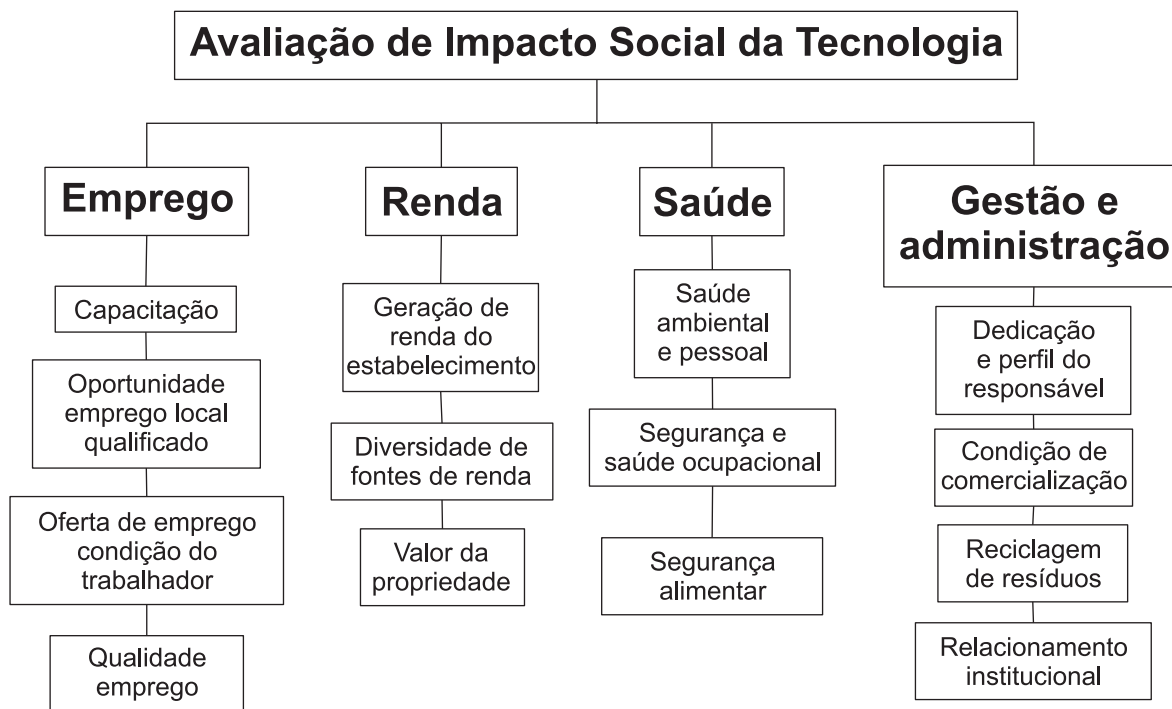 Avaliação de Impacto Social da Tecnologia
Emprego
Capacitação
Oportunidade
emprego local
qualificado
Oferta de emprego
condição do
trabalhador
Qualidade
emprego
Renda
Geração de
renda do
estabelecimento
Diversidade de
fontes de renda
Valor da
propriedade
Saúde
Saúde
ambiental
e pessoal
Segurança e
saúde ocupacional
Segurança
alimentar
Gestão e
administração
Dedicação
e perfil do
responsável
Condição de
comercialização
Reciclagem
de resíduos
Relacionamento
institucional